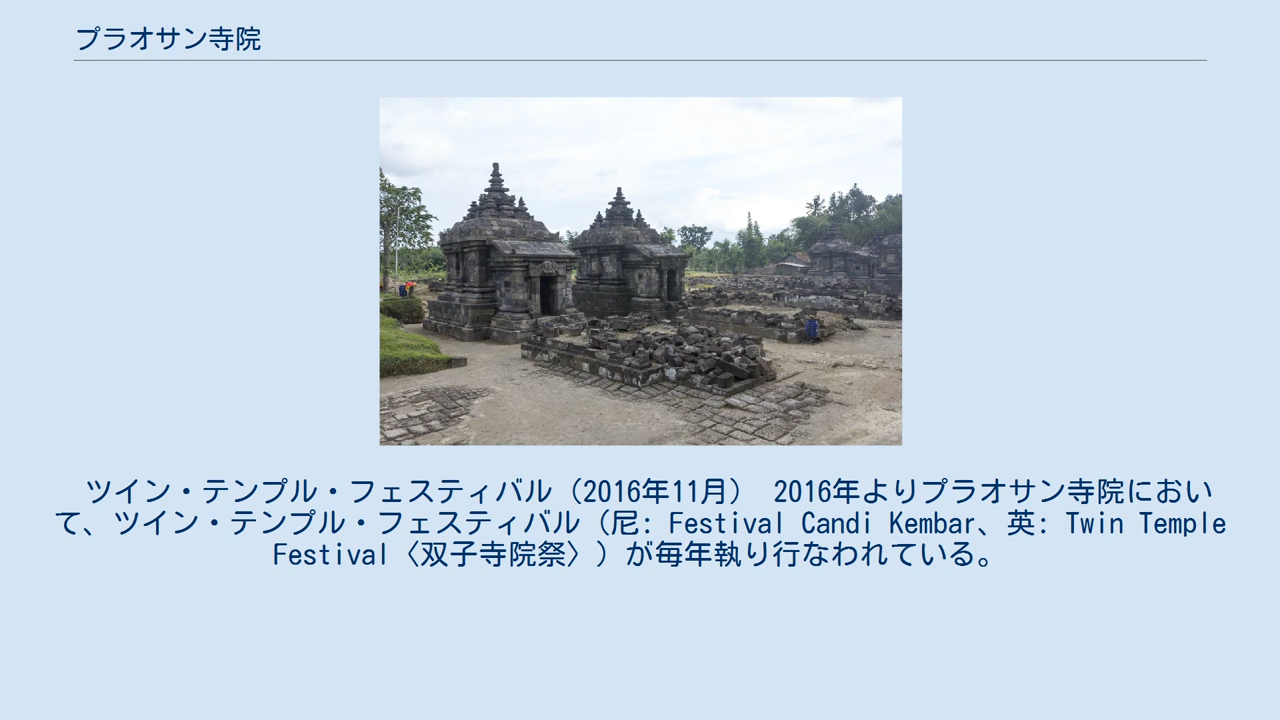 プラオサン寺院
ツイン・テンプル・フェスティバル（2016年11月） 2016年よりプラオサン寺院におい
て、ツイン・テンプル・フェスティバル（尼: Festival Candi Kembar、英: Twin Temple
Festival〈双子寺院祭〉）が毎年執り行なわれている。